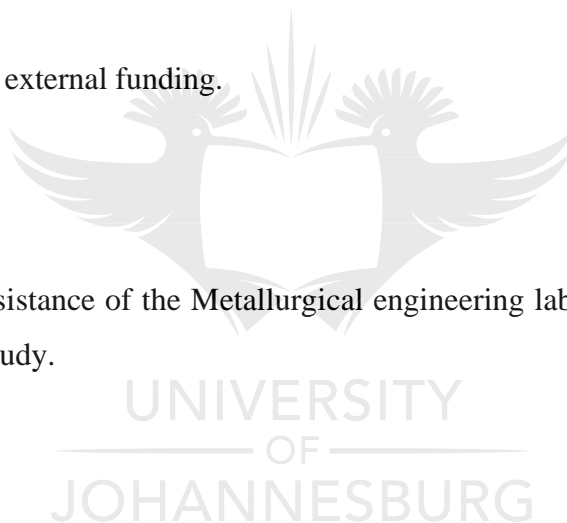 external funding.
sistance of the Metallurgical engineering lab
udy.
UNIVERSITY
OF
JOHANNESBURG